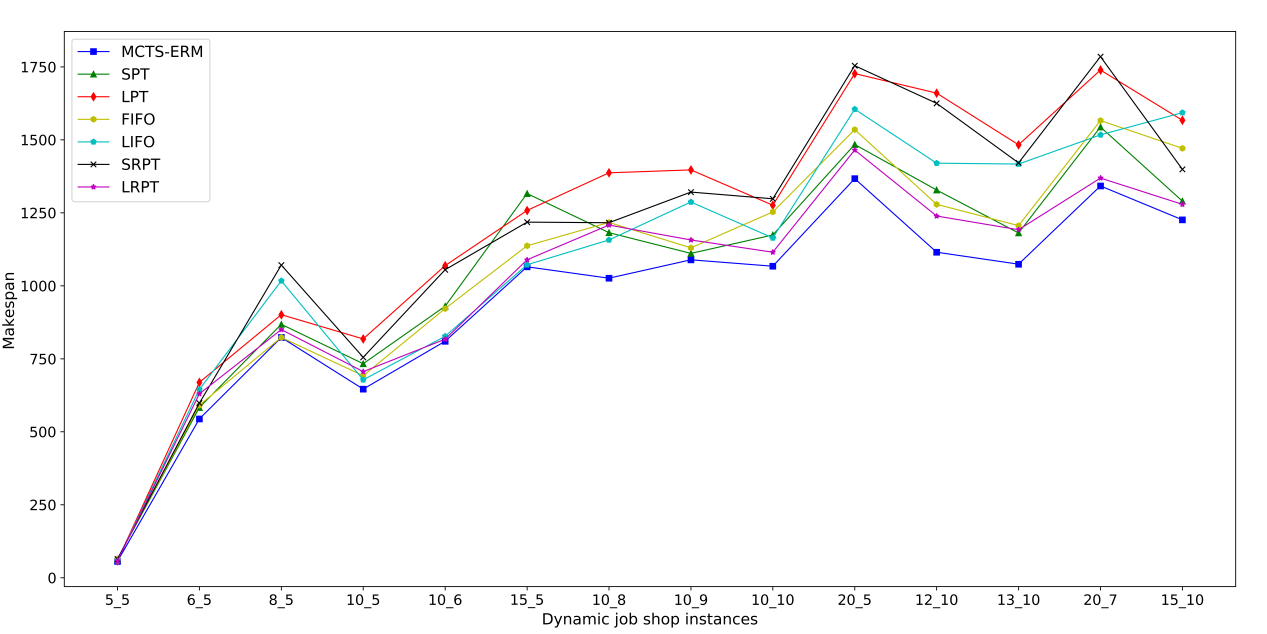 MCTS-ERM
SPT
LPT
FIFO
LIFO
SRPT
LRPT
1750
1500
1250
1000
750
500
250
0
Makespan
5_5 6_5 8_5 10_5 10_6 15_5 10_8 10_9 10_10 20_5 12_10 13_10 20_7 15_10
Dynamic job shop instances